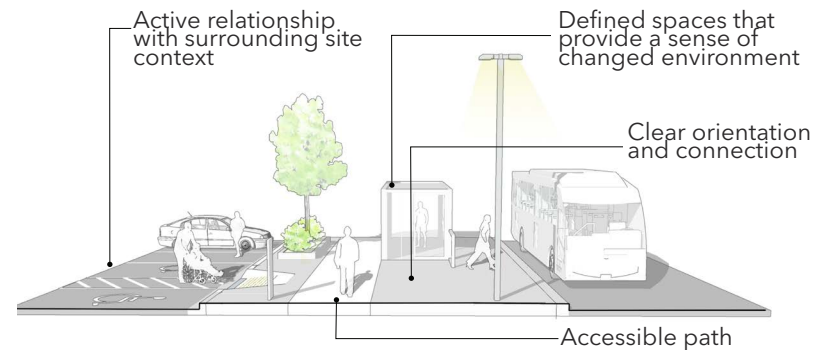 Active relationship
with surrounding site
context
Defined spaces that
provide a sense of
changed environment
Clear orientation
and connection
Accessible path